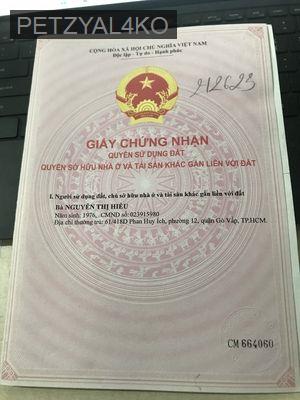 PETZYAL4KO
CỘNG HÒA XÃ HỘI CHỦ NGHĨA VIỆT NAM
Độc lập - Tự do - Hạnh phúc
212623
GIẤY CHỨNG NHẬN
QUYỀN SỬ DỤNG ĐẤT
QUYỀN SỞ HỮU NHÀ Ở VÀ TÀI SẢN KHÁC GẮN LIỀN VỚI ĐẤT
I. Người sử dụng đất, chủ sở hữu nhà ở và tài sản khác gắn liền với đất
Bà NGUYỄN THỊ HIẾU
Năm sinh: 1976, CMND số: 023915980
Địa chỉ thường trú: 61/418D Phan Huy Ích, phường 12, quận Gò Vấp, TP.HCM.
CM 664060